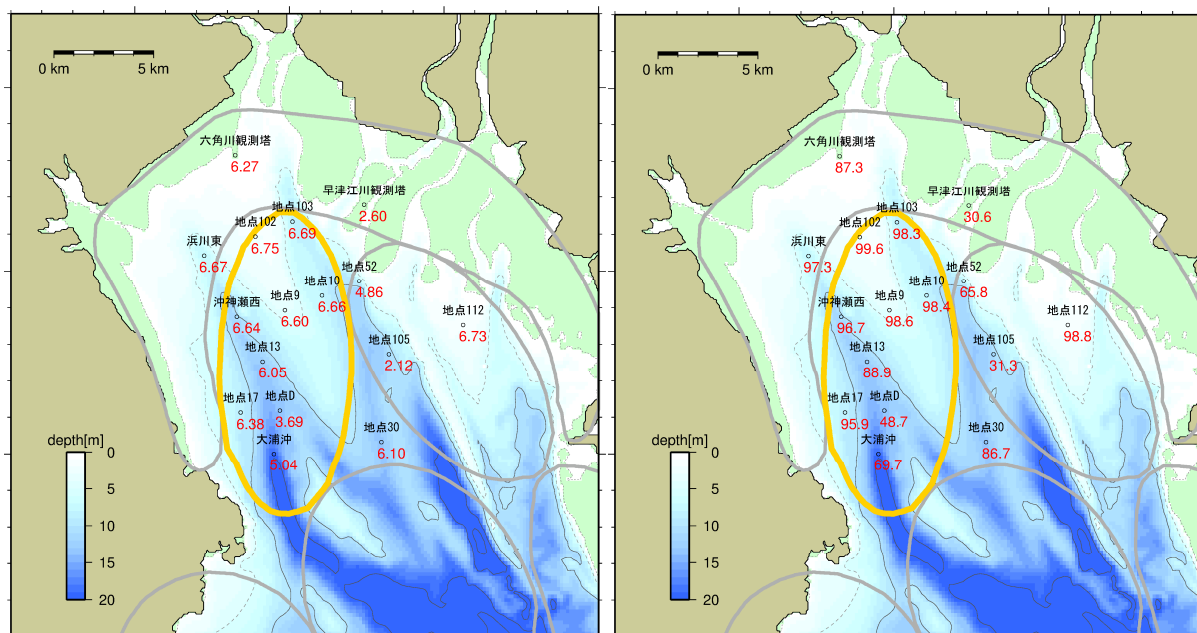 0 km 5 km
六角川観測塔
6.27
早津江川観測塔
2.60
地点103
6.69
地点102
6.75
浜川東
6.67
地点52
4.86
地点10
6.66
地点9
6.60
沖神瀬西
6.64
地点112
6.73
地点105
2.12
地点13
6.05
地点17
6.38
地点D
3.69
地点30
6.10
大浦沖
5.04
depth[m]
0
5
10
15
20
0 km 5 km
六角川観測塔
87.3
早津江川観測塔
30.6
地点103
98.3
地点102
99.6
浜川東
97.3
地点52
65.8
地点10
98.4
地点9
98.6
沖神瀬西
96.7
地点112
98.8
地点105
31.3
地点13
88.9
地点17
95.9
地点D
48.7
地点30
86.7
大浦沖
59.7
depth[m]
0
5
10
15
20